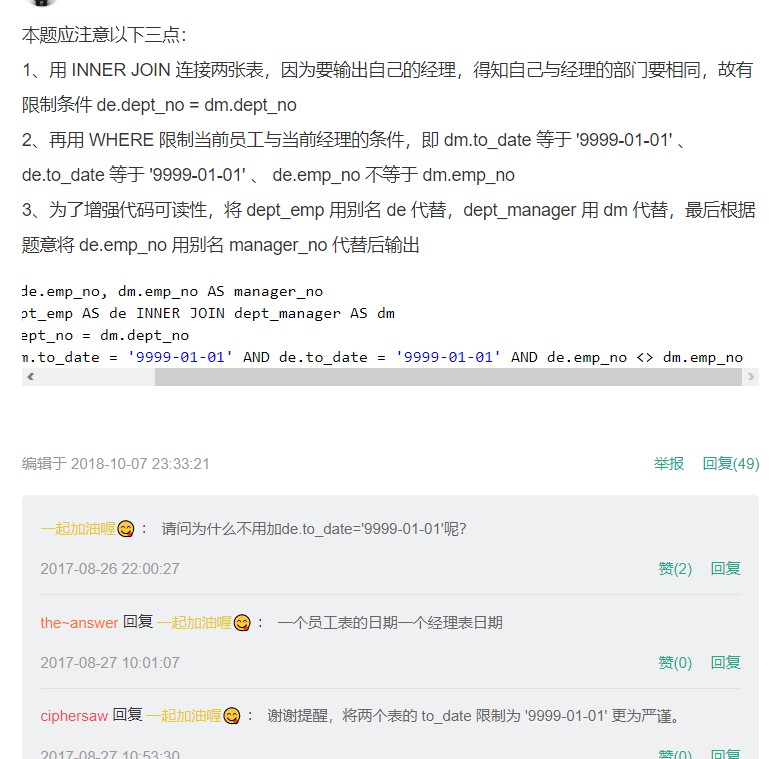 本题应注意以下三点：
1、用 INNER JOIN 连接两张表，因为要输出自己的经理，得知自己与经理的部门要相同，故有
限制条件 de.dept_no = dm.dept_no
2、再用 WHERE 限制当前员工与当前经理的条件，即 dm.to_date 等于 '9999-01-01' 、
de.to_date 等于 '9999-01-01' 、 de.emp_no 不等于 dm.emp_no
3、为了增强代码可读性，将 dept_emp 用别名 de 代替，dept_manager 用 dm 代替，最后根据
题意将 de.emp_no 用别名 manager_no 代替后输出
de.emp_no, dm.emp_no AS manager_no
pt_emp AS de INNER JOIN dept_manager AS dm
ept_no = dm.dept_no
m.to_date = '9999-01-01' AND de.to_date = '9999-01-01' AND de.emp_no <> dm.emp_no
编辑于 2018-10-07 23:33:21 举报 回复(49)
一起加油喔😋 ： 请问为什么不用加de.to_date='9999-01-01'呢?
2017-08-26 22:00:27 赞(2) 回复
the~answer 回复 一起加油喔😋 ： 一个员工表的日期一个经理表日期
2017-08-27 10:01:07 赞(0) 回复
ciphersaw 回复 一起加油喔😋 ： 谢谢提醒，将两个表的 to_date 限制为 '9999-01-01' 更为严谨。
2017-08-27 10:53:30 赞(0) 回复